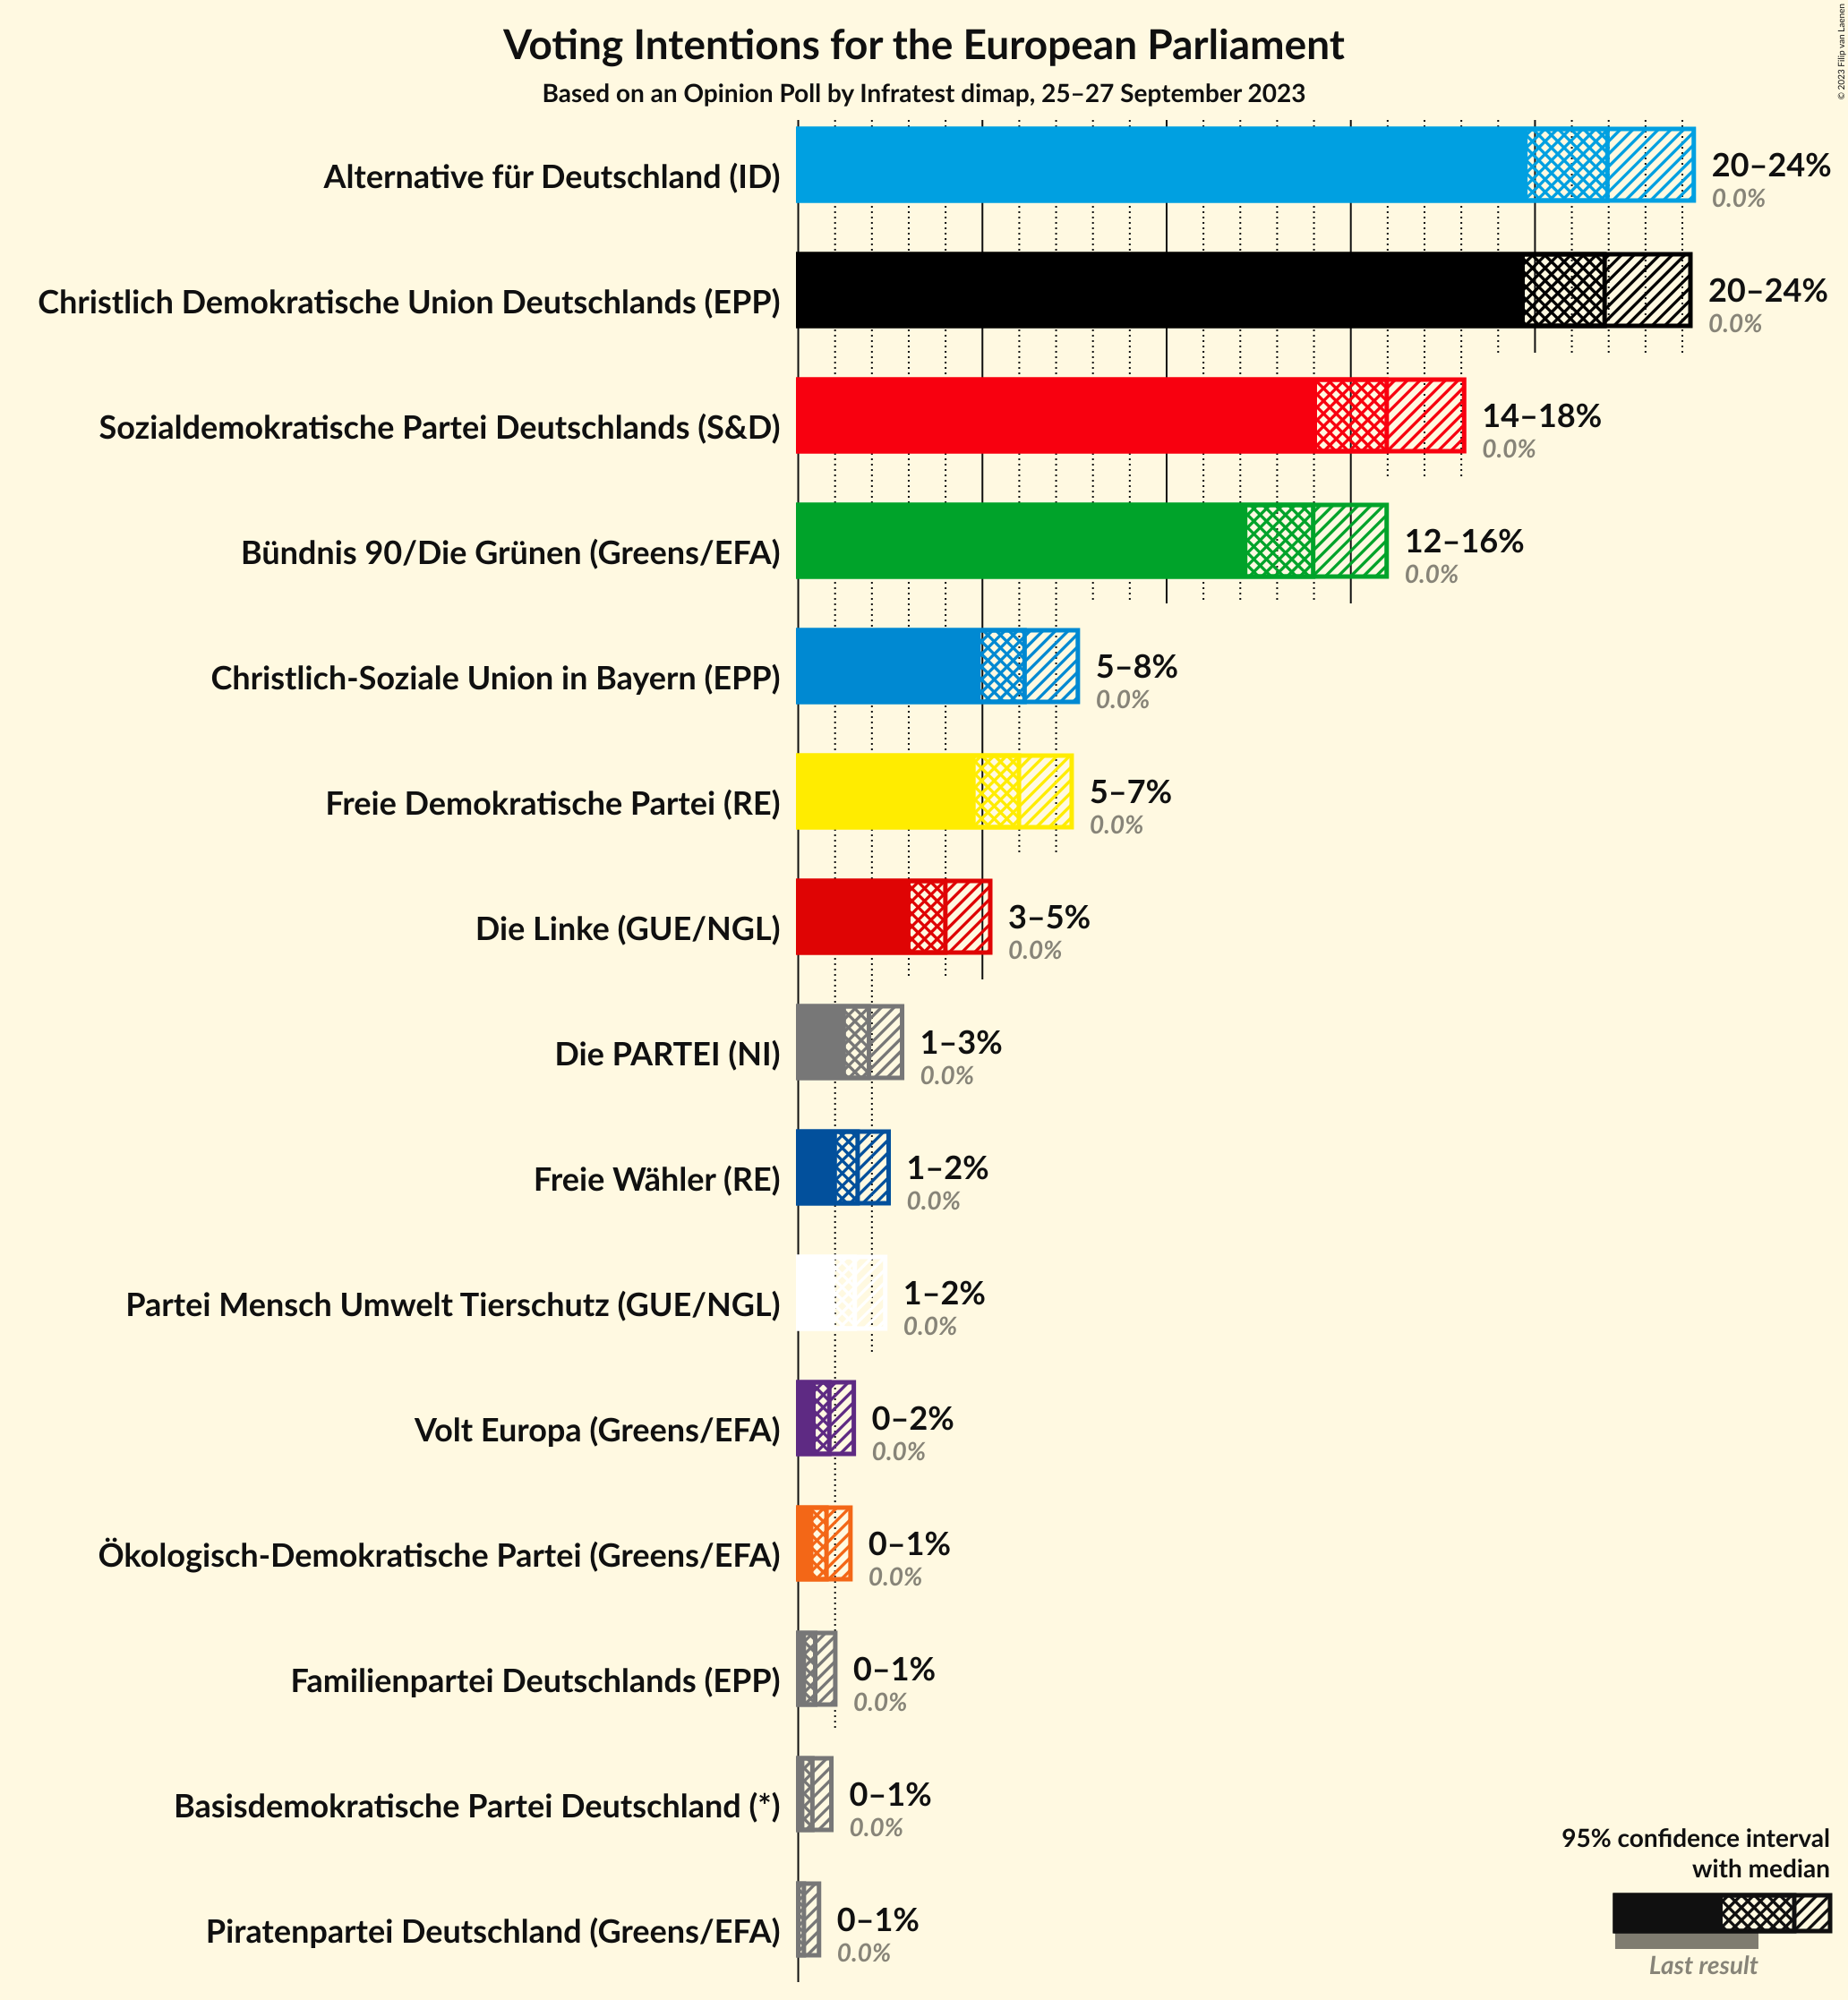 Voting Intentions for the European Parliament
Based on an Opinion Poll by Infratest dimap, 25–27 September 2023
© 2023 Filip van Laenen
Alternative für Deutschland (ID)
20–24%
0.0%
Christlich Demokratische Union Deutschlands (EPP)
20–24%
0.0%
Sozialdemokratische Partei Deutschlands (S&D)
14–18%
0.0%
Bündnis 90/Die Grünen (Greens/EFA)
12–16%
0.0%
Christlich-Soziale Union in Bayern (EPP)
5–8%
0.0%
Freie Demokratische Partei (RE)
5–7%
0.0%
Die Linke (GUE/NGL)
3–5%
0.0%
Die PARTEI (NI)
1–3%
0.0%
Freie Wähler (RE)
1–2%
0.0%
Partei Mensch Umwelt Tierschutz (GUE/NGL)
1–2%
0.0%
Volt Europa (Greens/EFA)
0–2%
0.0%
Ökologisch-Demokratische Partei (Greens/EFA)
0–1%
0.0%
Familienpartei Deutschlands (EPP)
0–1%
0.0%
Basisdemokratische Partei Deutschland (*)
0–1%
0.0%
Piratenpartei Deutschland (Greens/EFA)
0–1%
0.0%
95% confidence interval
with median
Last result